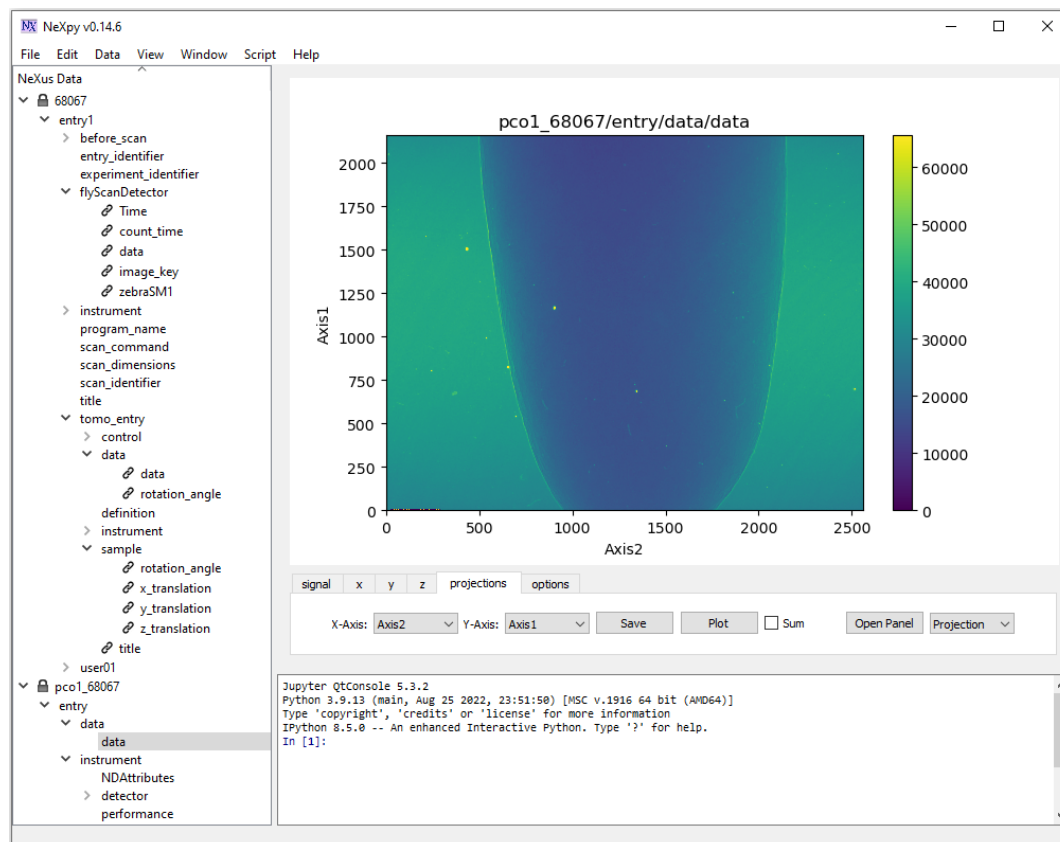 NeXpy v0.14.6
File Edit Data View Window Script Help
NeXus Data
68067
entry1
before_scan
entry_identifier
experiment_identifier
flyScanDetector
Time
count_time
data
image_key
zebraSM1
instrument
program_name
scan_command
scan_dimensions
scan_identifier
title
tomo_entry
control
data
data
rotation_angle
definition
instrument
sample
rotation_angle
x_translation
y_translation
z_translation
title
user01
pco1_68067
entry
data
data
instrument
NDAttributes
detector
performance
pco1_68067/entry/data/data
2000
1750
1500
1250
1000
750
500
250
0
Axis1
0 500 1000 1500 2000 2500
Axis2
60000
50000
40000
30000
20000
10000
0
signal x y z projections options
X-Axis: Axis2 Y-Axis: Axis1 Save Plot Sum Open Panel Projection
Jupyter QtConsole 5.3.2
Python 3.9.13 (main, Aug 25 2022, 23:51:50) [MSC v.1916 64 bit (AMD64)]
Type 'copyright', 'credits' or 'license' for more information
IPython 8.5.0 -- An enhanced Interactive Python. Type '?' for help.
In [1]: